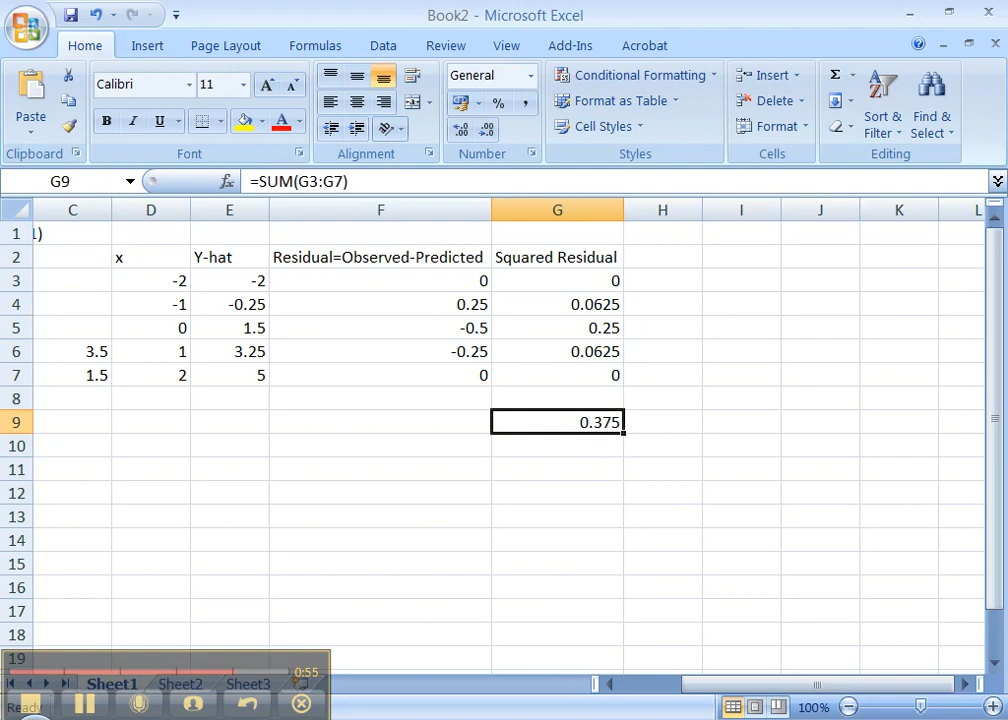 Book2 - Microsoft Excel
Home Insert Page Layout Formulas Data Review View Add-Ins Acrobat
Paste
Clipboard
Calibri 11
B I U
Font
Alignment
General
Number
Conditional Formatting
Format as Table
Cell Styles
Styles
Insert
Delete
Format
Cells
Sort & Filter
Find & Select
Editing
G9 fx =SUM(G3:G7)
C D E F G H I J K L
1 1)
2 x Y-hat Residual=Observed-Predicted Squared Residual
3 -2 -2 0 0
4 -1 -0.25 0.25 0.0625
5 0 1.5 -0.5 0.25
6 3.5 1 3.25 -0.25 0.0625
7 1.5 2 5 0 0
8
9 0.375
10
11
12
13
14
15
16
17
18
19
0:55
Sheet1 Sheet2 Sheet3
Ready 100%